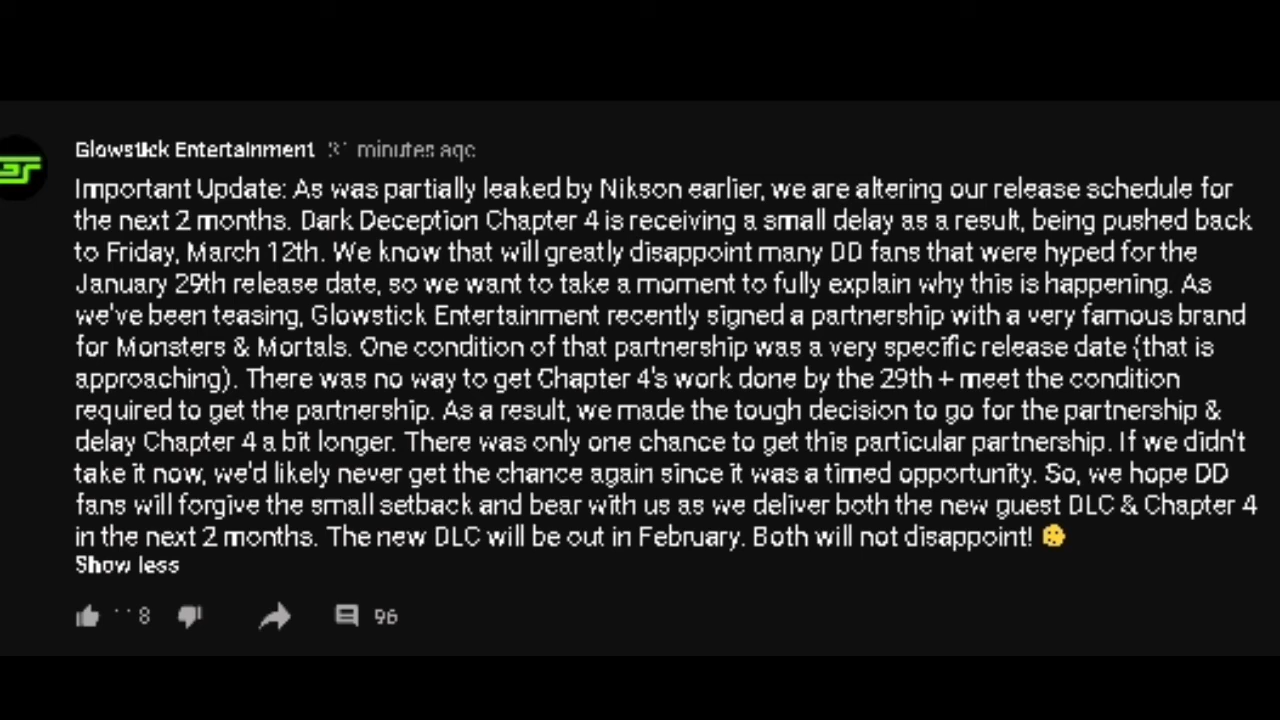 Glowstick Entertainment minutes ago
Important Update: As was partially leaked by Nikson earlier, we are altering our release schedule for
the next 2 months. Dark Deception Chapter 4 is receiving a small delay as a result, being pushed back
to Friday, March 12th. We know that will greatly disappoint many DD fans that were hyped for the
January 29th release date, so we want to take a moment to fully explain why this is happening. As
we've been teasing, Glowstick Entertainment recently signed a partnership with a very famous brand
for Monsters & Mortals. One condition of that partnership was a very specific release date (that is
approaching). There was no way to get Chapter 4's work done by the 29th + meet the condition
required to get the partnership. As a result, we made the tough decision to go for the partnership &
delay Chapter 4 a bit longer. There was only one chance to get this particular partnership. If we didn't
take it now, we'd likely never get the chance again since it was a timed opportunity. So, we hope DD
fans will forgive the small setback and bear with us as we deliver both the new guest DLC & Chapter 4
in the next 2 months. The new DLC will be out in February. Both will not disappoint!
Show less
96